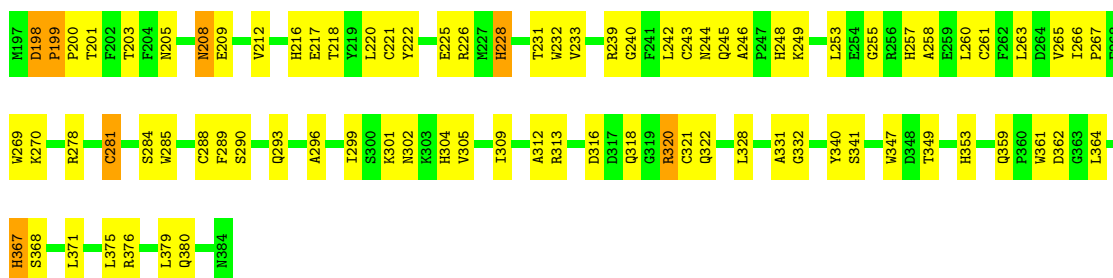 M197 D198 P199 P200 T201 F202 T203 F204 N205 N208 E209 V212 H216 E217 T218 Y219 L220 C221 Y222 E225 R226 M227 H228 T231 W232 V233 R239 G240 F241 L242 C243 N244 Q245 A246 P247 H248 K249 L253 E254 G255 R256 H257 A258 E259 L260 C261 F262 L263 D264 V265 I266 P267
W269 K270 R278 C281 S284 W285 C288 F289 S290 Q293 A296 I299 S300 K301 N302 K303 H304 V305 I309 A312 R313 D316 D317 Q318 G319 R320 C321 Q322 L328 A331 G332 Y340 S341 W347 D348 T349 H353 Q359 P360 W361 D362 G363 L364
H367 S368 L371 L375 R376 L379 Q380 N384